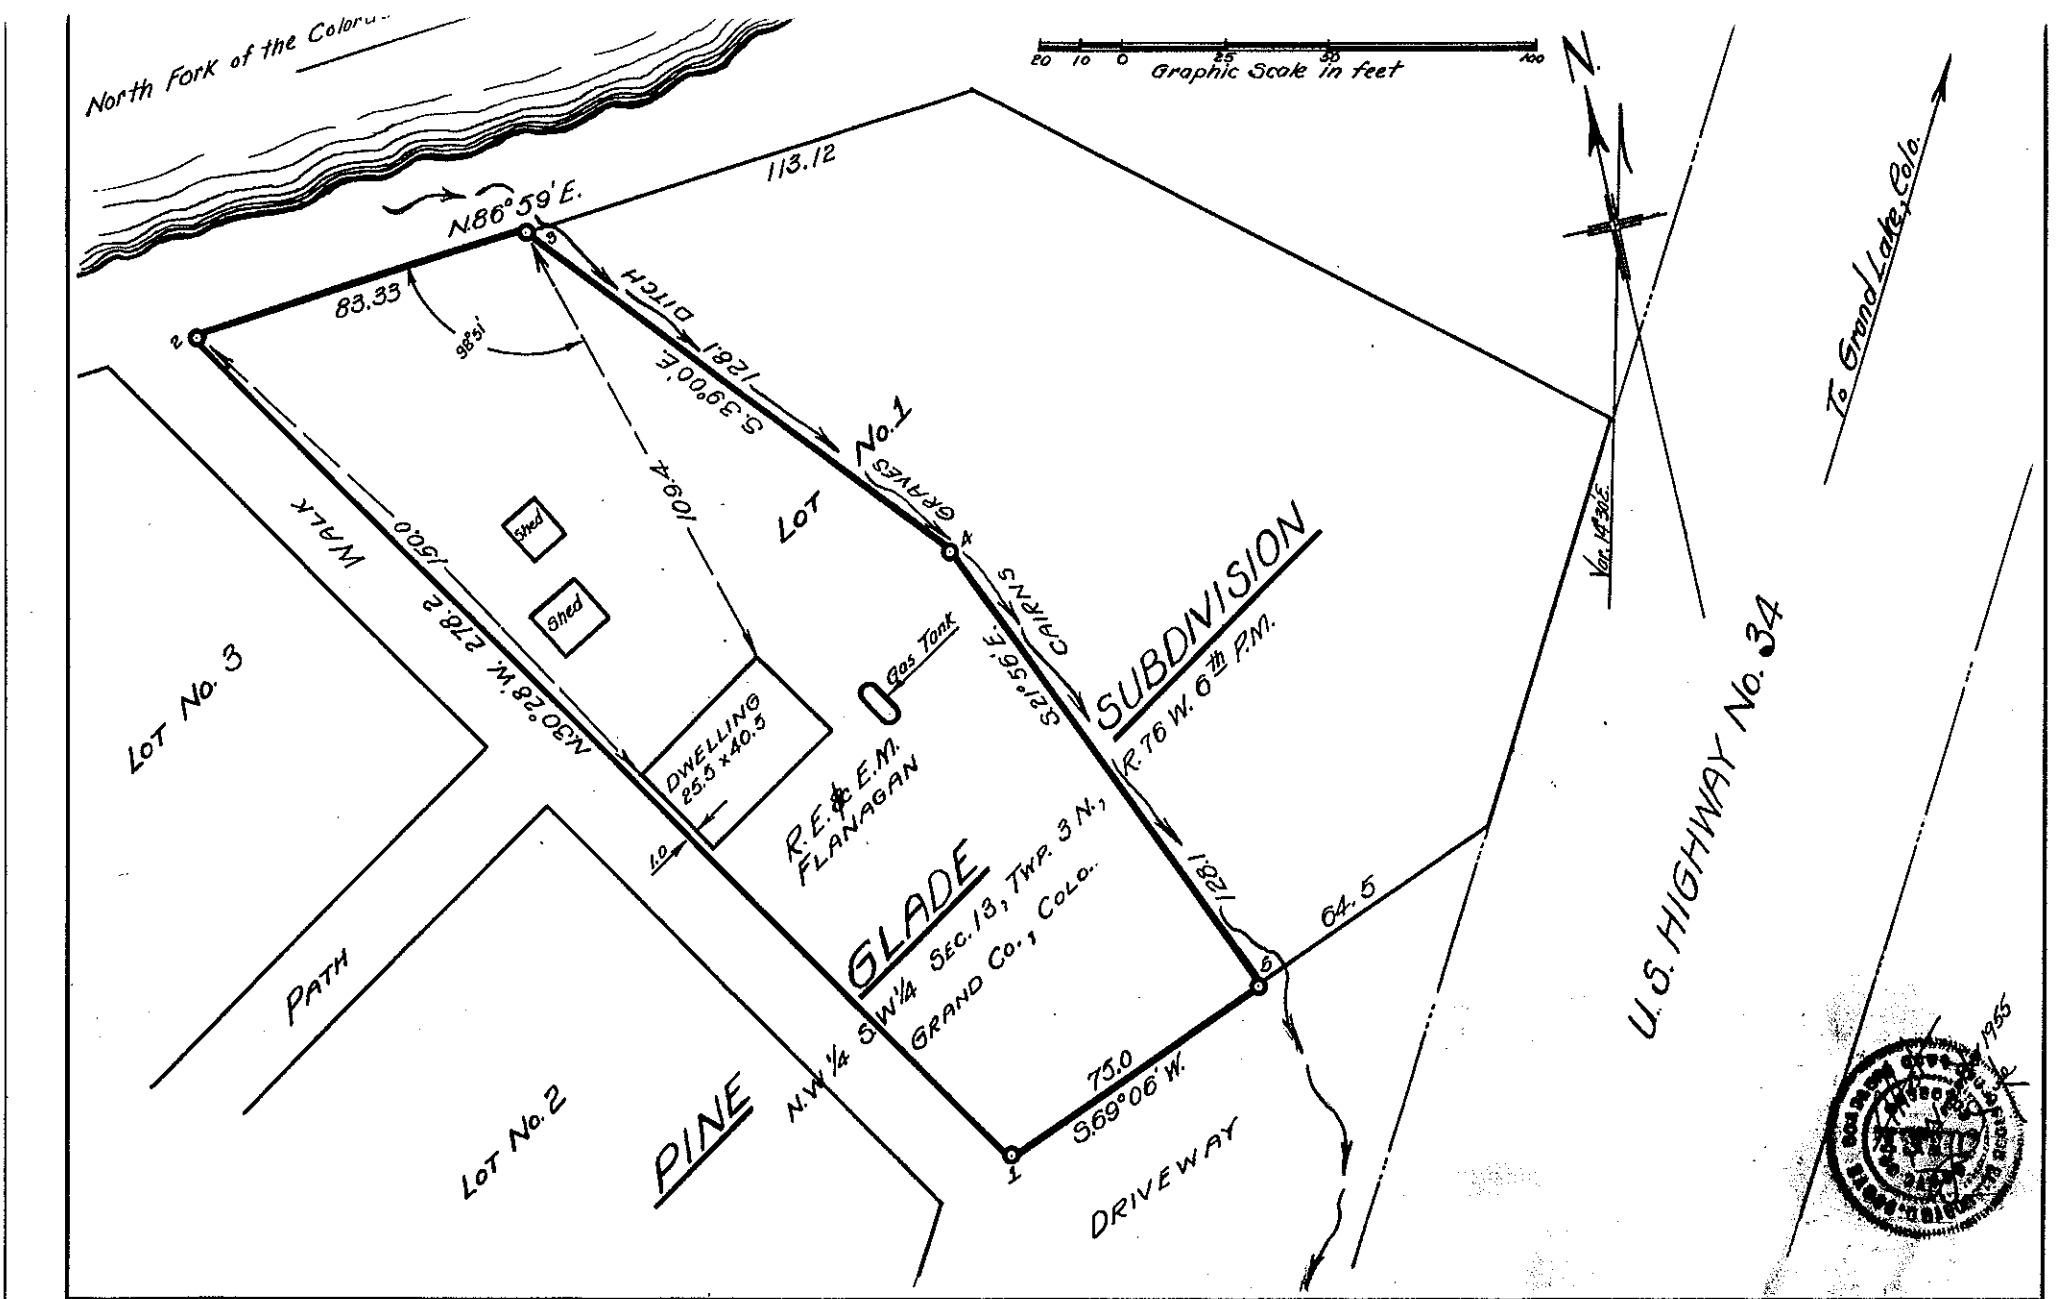 North Fork of the
20 10 0 25 50 100
Graphic Scale in feet
N.
113.12
N.86°59'E.
3
83.33
2
98°51'
DITCH
128.1
S.39°00'E.
To Grand Lake, Colo.
No. 1
GRAVES
LOT
109.4
4
WALK
150.0
Shed
Shed
278.2
N.30°28'W.
CAIRNS
S.21°56'E.
Var. 14°30'E.
SUBDIVISION
R. 76 W. 6th P.M.
Gas Tank
LOT No. 3
DWELLING
25.5 x 40.5
R.E. & E.M.
FLANAGAN
1.0
U.S. HIGHWAY No. 34
128.1
64.5
GLADE
N.W 1/4 S.W 1/4 SEC. 13, TWP. 3 N.,
GRAND CO., COLO.
5
PATH
75.0
S.69°06'W.
1
PINE
LOT No. 2
DRIVEWAY
1955